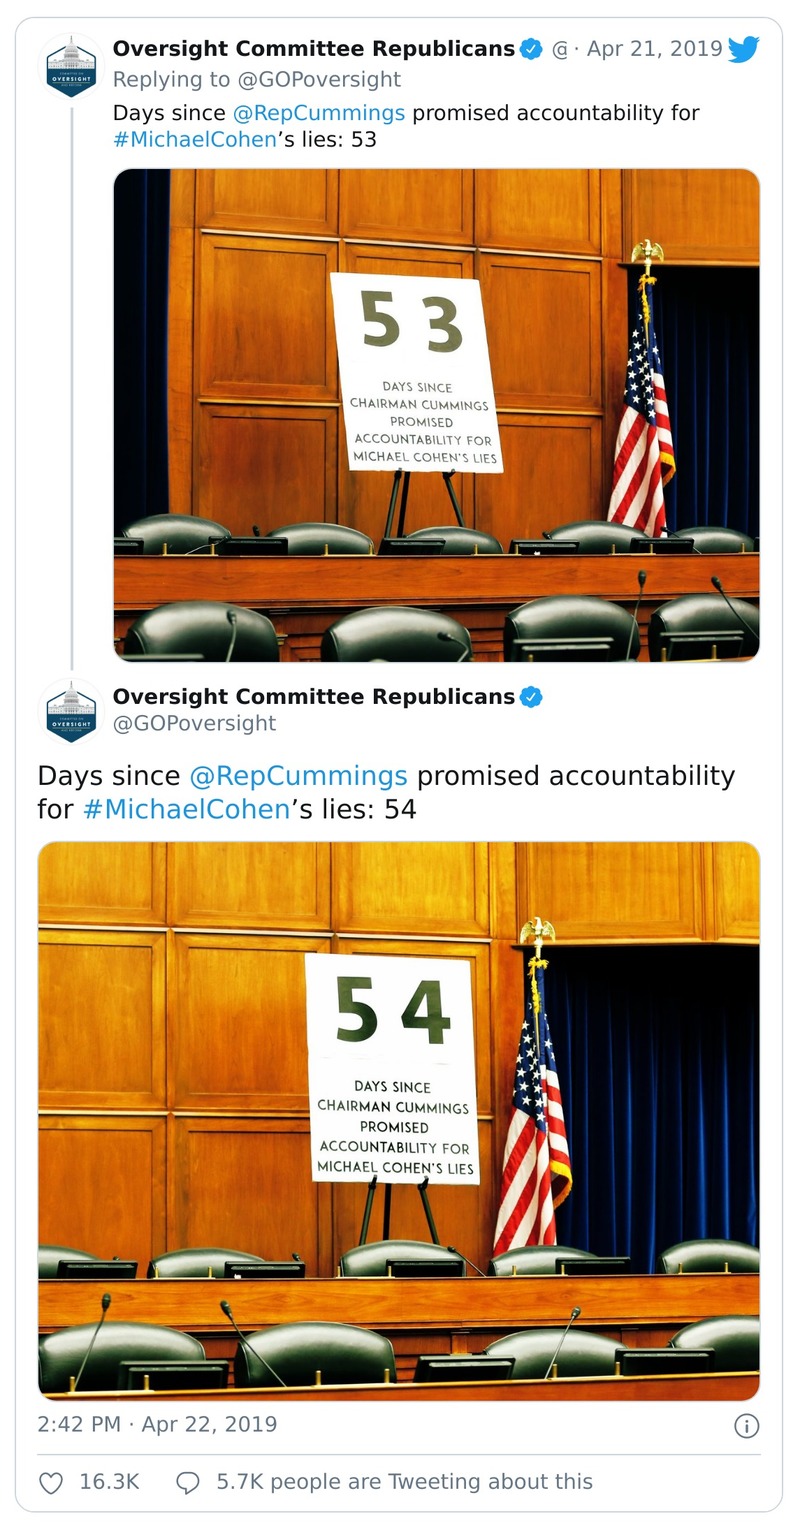 Oversight Committee Republicans @ · Apr 21, 2019
Replying to @GOPoversight
Days since @RepCummings promised accountability for
#MichaelCohen’s lies: 53
53
DAYS SINCE
CHAIRMAN CUMMINGS
PROMISED
ACCOUNTABILITY FOR
MICHAEL COHEN'S LIES
OVERSIGHT
Oversight Committee Republicans
@GOPoversight
OVERSIGHT
Days since @RepCummings promised accountability
for #MichaelCohen’s lies: 54
54
DAYS SINCE
CHAIRMAN CUMMINGS
PROMISED
ACCOUNTABILITY FOR
MICHAEL COHEN'S LIES
2:42 PM · Apr 22, 2019
16.3K 5.7K people are Tweeting about this